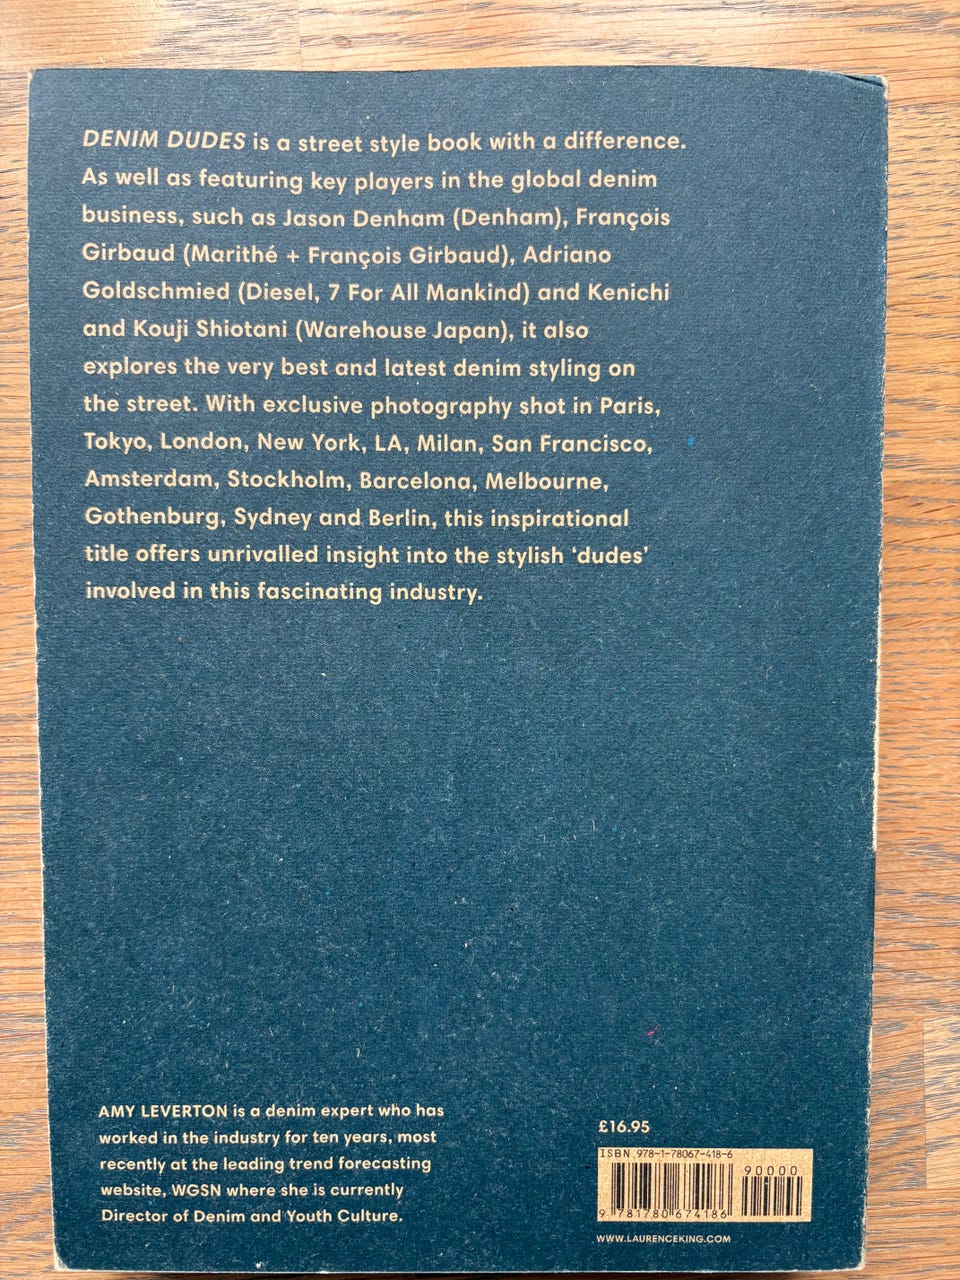 DENIM DUDES is a street style book with a difference.
As well as featuring key players in the global denim
business, such as Jason Denham (Denham), François
Girbaud (Marithé + François Girbaud), Adriano
Goldschmied (Diesel, 7 For All Mankind) and Kenichi
and Kouji Shiotani (Warehouse Japan), it also
explores the very best and latest denim styling on
the street. With exclusive photography shot in Paris,
Tokyo, London, New York, LA, Milan, San Francisco,
Amsterdam, Stockholm, Barcelona, Melbourne,
Gothenburg, Sydney and Berlin, this inspirational
title offers unrivalled insight into the stylish ‘dudes’
involved in this fascinating industry.
AMY LEVERTON is a denim expert who has
worked in the industry for ten years, most
recently at the leading trend forecasting
website, WGSN where she is currently
Director of Denim and Youth Culture.
£16.95
ISBN 978-1-78067-418-6
90000
9 781780 674186
WWW.LAURENCEKING.COM